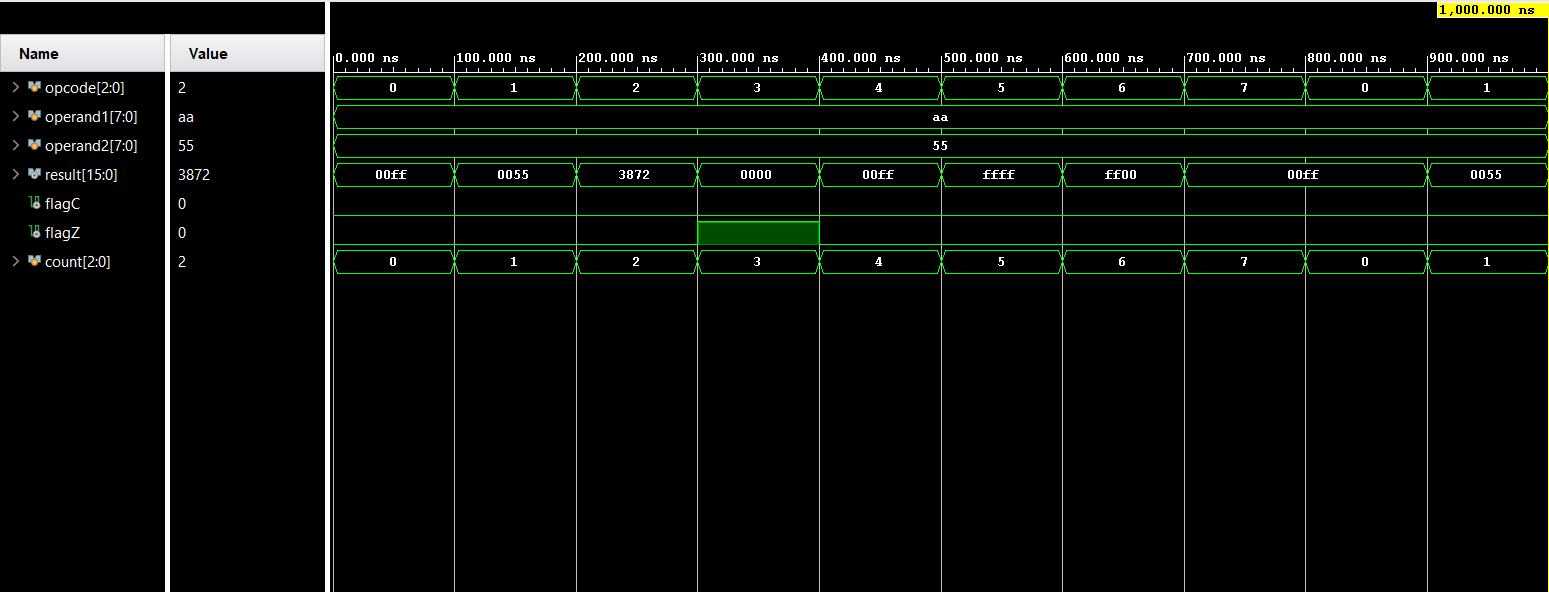 1,000.000 ns
Name Value
0.000 ns 100.000 ns 200.000 ns 300.000 ns 400.000 ns 500.000 ns 600.000 ns 700.000 ns 800.000 ns 900.000 ns
opcode[2:0] 2 0 1 2 3 4 5 6 7 0 1
operand1[7:0] aa aa
operand2[7:0] 55 55
result[15:0] 3872 00ff 0055 3872 0000 00ff ffff ff00 00ff 0055
flagC 0
flagZ 0
count[2:0] 2 0 1 2 3 4 5 6 7 0 1